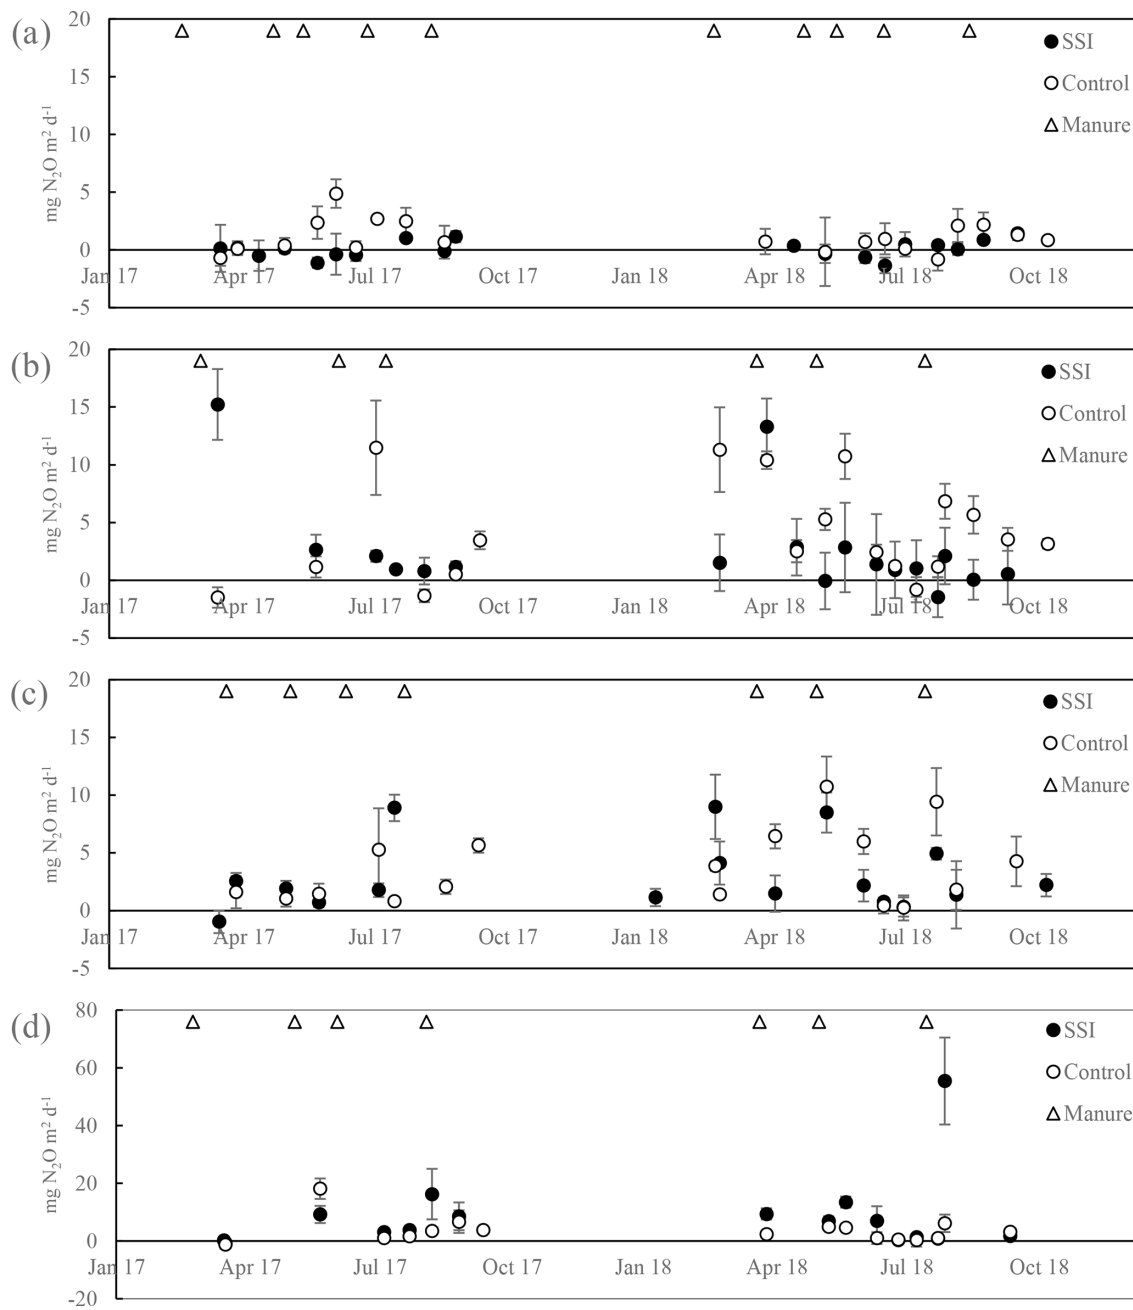 (a)
20
15
10
5
0
-5
mg N₂O m² d⁻¹
SSI
Control
Manure
Jan 17 Apr 17 Jul 17 Oct 17 Jan 18 Apr 18 Jul 18 Oct 18
(b)
20
15
10
5
0
-5
mg N₂O m² d⁻¹
SSI
Control
Manure
Jan 17 Apr 17 Jul 17 Oct 17 Jan 18 Apr 18 Jul 18 Oct 18
(c)
20
15
10
5
0
-5
mg N₂O m² d⁻¹
SSI
Control
Manure
Jan 17 Apr 17 Jul 17 Oct 17 Jan 18 Apr 18 Jul 18 Oct 18
(d)
80
60
40
20
0
-20
mg N₂O m² d⁻¹
SSI
Control
Manure
Jan 17 Apr 17 Jul 17 Oct 17 Jan 18 Apr 18 Jul 18 Oct 18